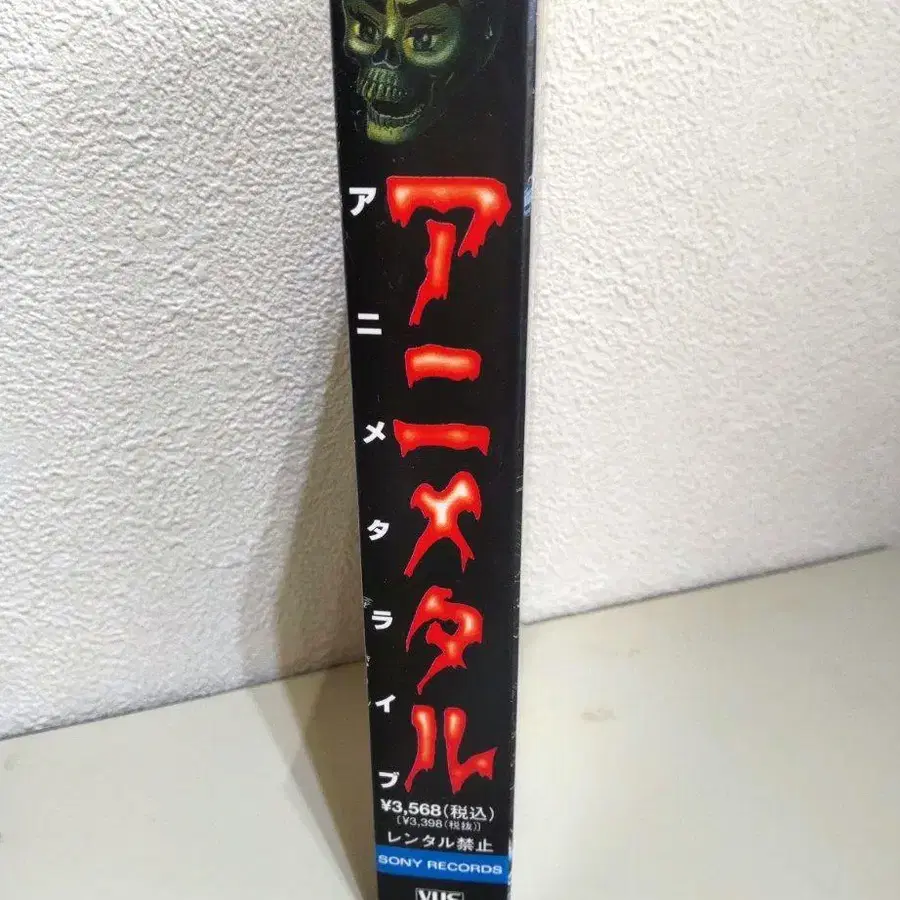 アニメタル
アニメタライブ
¥3,568(税込)
〔¥3,398(税抜)〕
レンタル禁止
SONY RECORDS
VHS